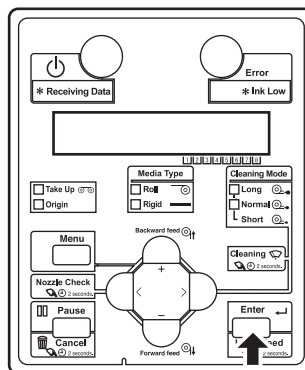 Error
* Receiving Data
* Ink Low
1 2 3 4 5 6 7 8
Media Type
Cleaning Mode
Take Up
Roll
Long
Origin
Rigid
Normal
Short
Backward feed
Menu
+
Cleaning
2 seconds.
Nozzle Check
2 seconds.
< >
Pause
Enter
−
Cancel
2 seconds.
Forward feed